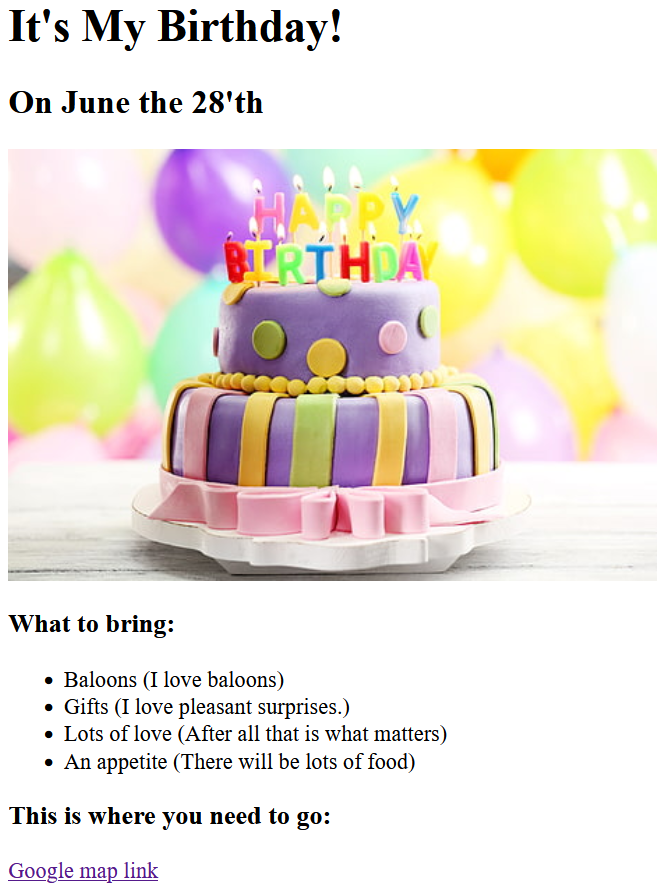 It's My Birthday!
On June the 28'th
HAPPY
BIRTHDAY
What to bring:
Baloons (I love baloons)
Gifts (I love pleasant surprises.)
Lots of love (After all that is what matters)
An appetite (There will be lots of food)
This is where you need to go:
Google map link